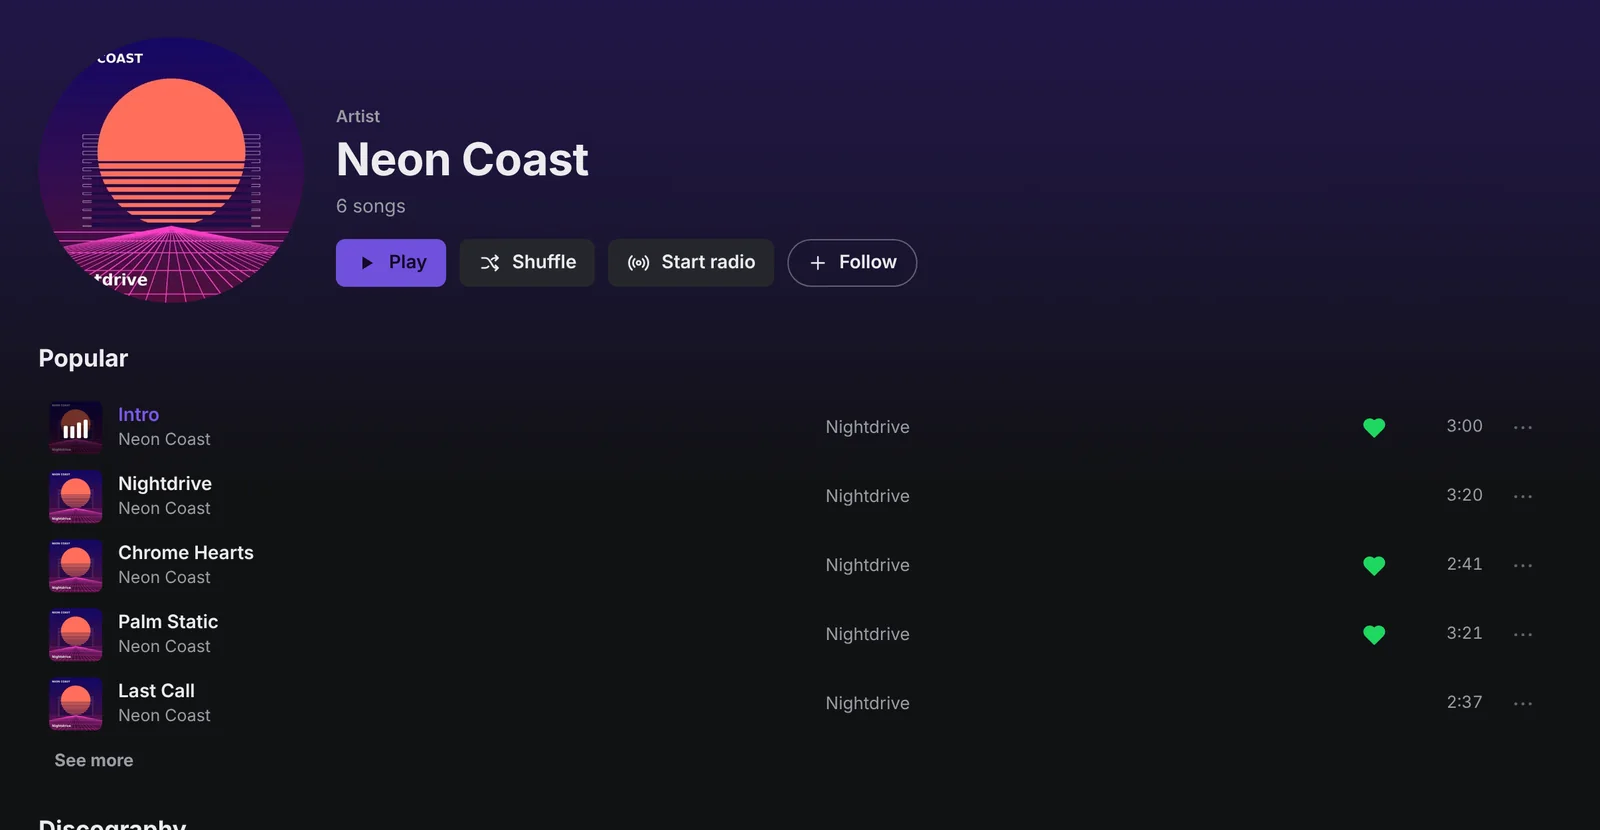 COAST
tdrive
Artist
Neon Coast
6 songs
Play
Shuffle
Start radio
Follow
Popular
Intro
Neon Coast
Nightdrive
3:00
Nightdrive
Neon Coast
Nightdrive
3:20
Chrome Hearts
Neon Coast
Nightdrive
2:41
Palm Static
Neon Coast
Nightdrive
3:21
Last Call
Neon Coast
Nightdrive
2:37
See more
Discography